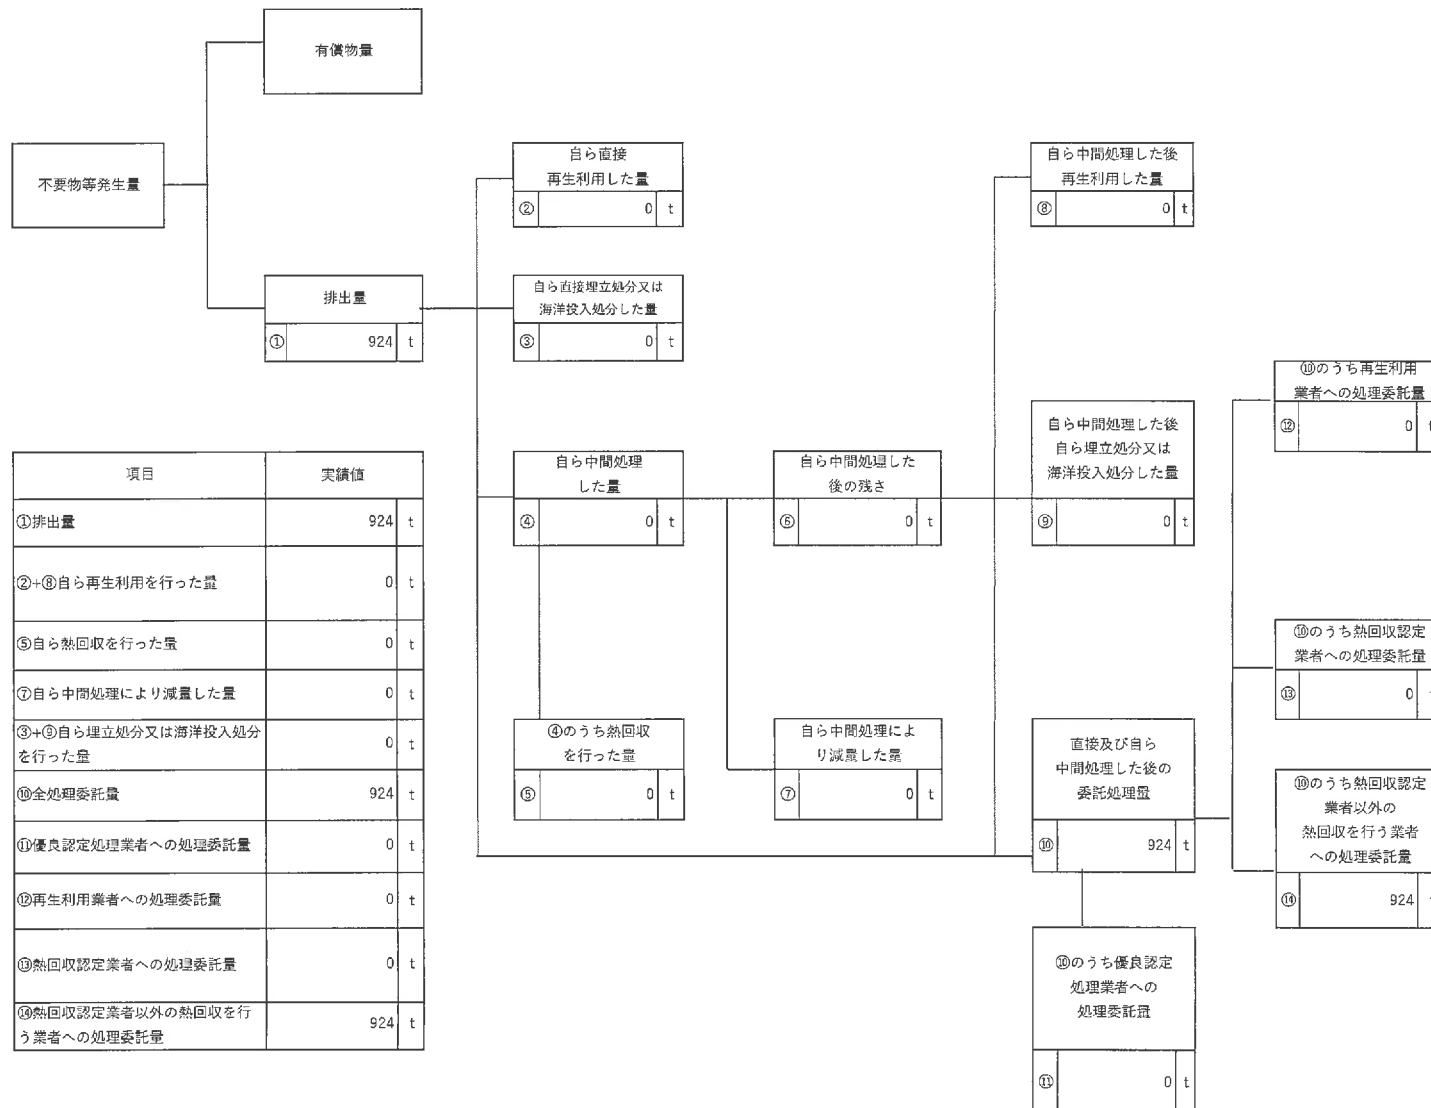 有償物量
不要物等発生量
排出量
① 924 t
自ら直接
再生利用した量
② 0 t
自ら直接埋立処分又は
海洋投入処分した量
③ 0 t
自ら中間処理
した量
④ 0 t
④のうち熱回収
を行った量
⑤ 0 t
自ら中間処理した
後の残さ
⑥ 0 t
自ら中間処理によ
り減量した量
⑦ 0 t
自ら中間処理した後
再生利用した量
⑧ 0 t
自ら中間処理した後
自ら埋立処分又は
海洋投入処分した量
⑨ 0 t
直接及び自ら
中間処理した後の
委託処理量
⑩ 924 t
⑩のうち優良認定
処理業者への
処理委託量
⑪ 0 t
⑩のうち再生利用
業者への処理委託量
⑫ 0 t
⑩のうち熱回収認定
業者への処理委託量
⑬ 0
⑩のうち熱回収認定
業者以外の
熱回収を行う業者
への処理委託量
⑭ 924 t
項目 実績値
①排出量 924 t
②+⑧自ら再生利用を行った量 0 t
⑤自ら熱回収を行った量 0 t
⑦自ら中間処理により減量した量 0 t
③+⑨自ら埋立処分又は海洋投入処分
を行った量 0 t
⑩全処理委託量 924 t
⑪優良認定処理業者への処理委託量 0 t
⑫再生利用業者への処理委託量 0 t
⑬熱回収認定業者への処理委託量 0 t
⑭熱回収認定業者以外の熱回収を行
う業者への処理委託量 924 t